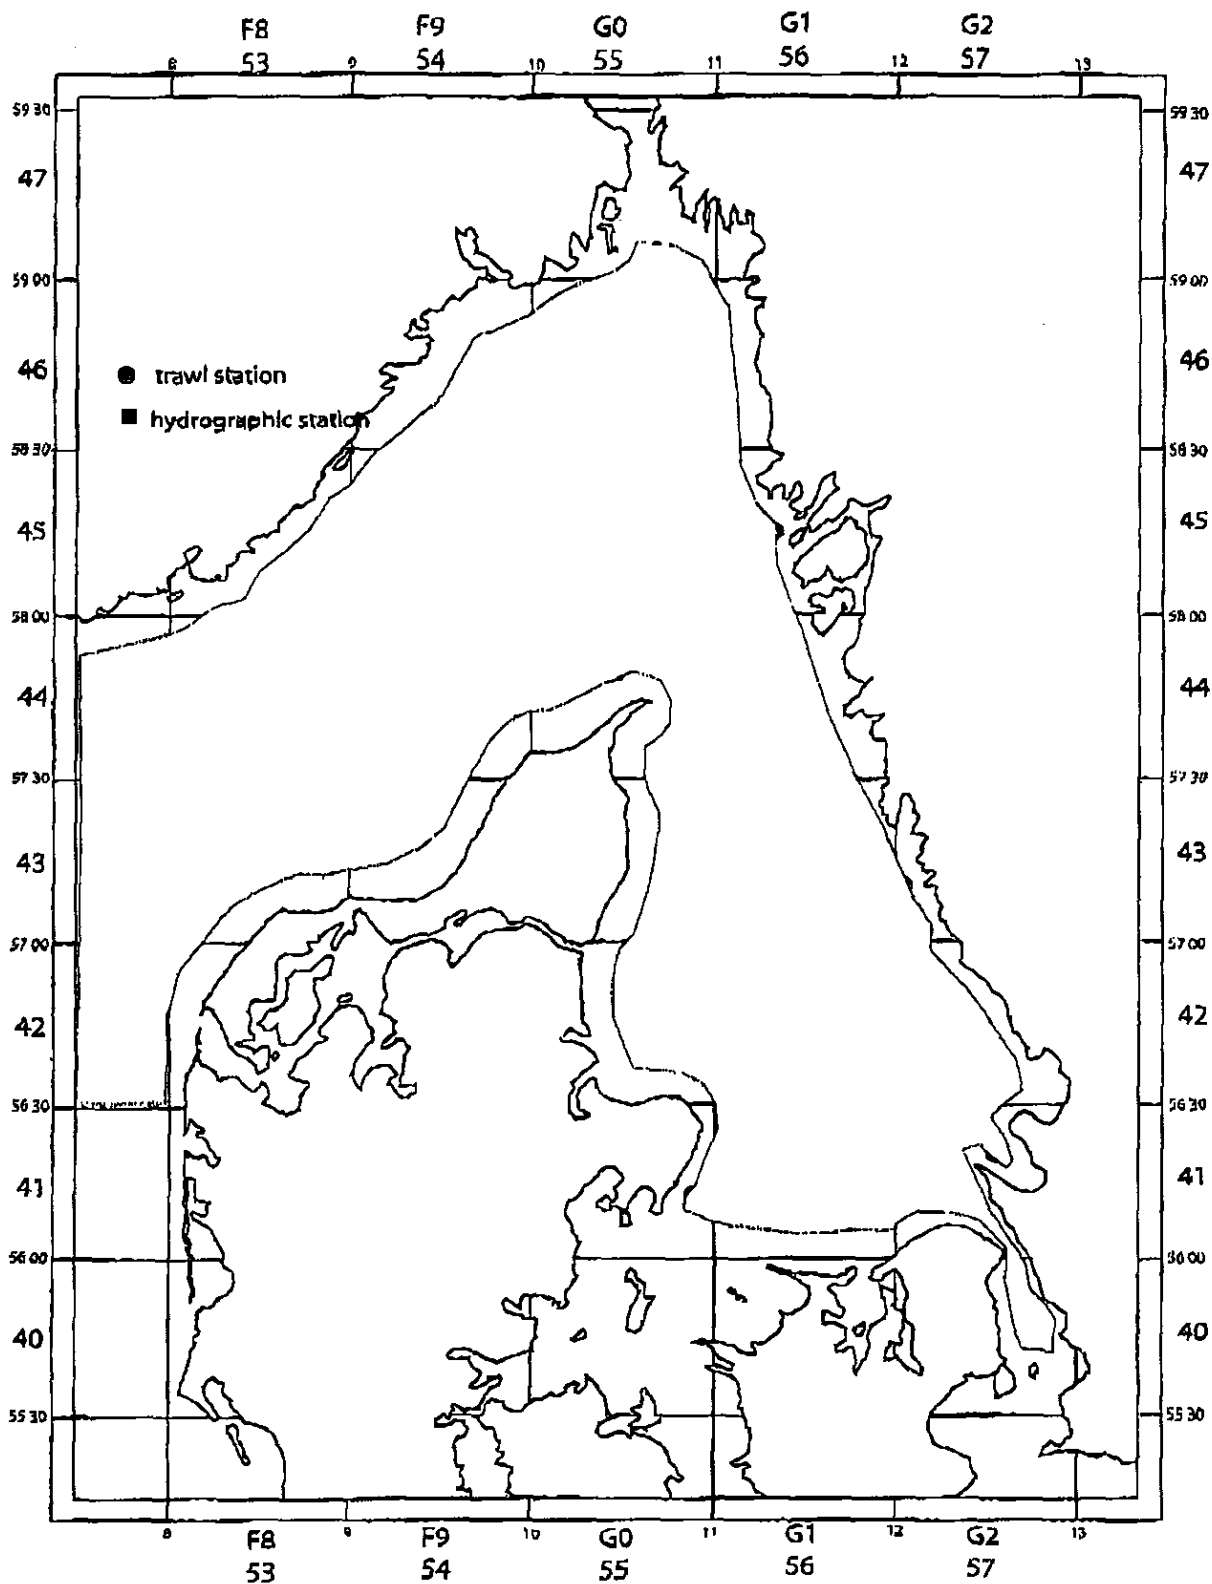 F8 F9 G0 G1 G2
53 54 55 56 57
8 9 10 11 12 13
59 30 59 30
47 47
59 00 59 00
46 46
● trawl station
■ hydrographic station
58 30 58 30
45 45
58 00 58 00
44 44
57 30 57 30
43 43
57 00 57 00
42 42
56 30 56 30
41 41
56 00 56 00
40 40
55 30 55 30
8 9 10 11 12 13
F8 F9 G0 G1 G2
53 54 55 56 57